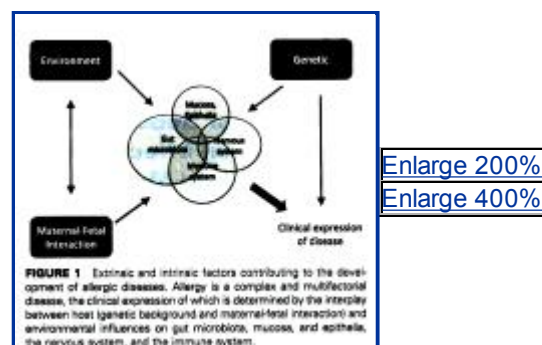 Environment
Genetic
Mucosa,
Epithelia
Gut
microbiota
Nervous
system
Immune
system
Maternal-Fetal
Interaction
Clinical expression
of disease
Enlarge 200%
Enlarge 400%
FIGURE 1 Extrinsic and intrinsic factors contributing to the devel-
opment of allergic diseases. Allergy is a complex and multifactorial
disease, the clinical expression of which is determined by the interplay
between host (genetic background and maternal-fetal interaction) and
environmental influences on gut microbiota, mucosa, and epithelia,
the nervous system, and the immune system.